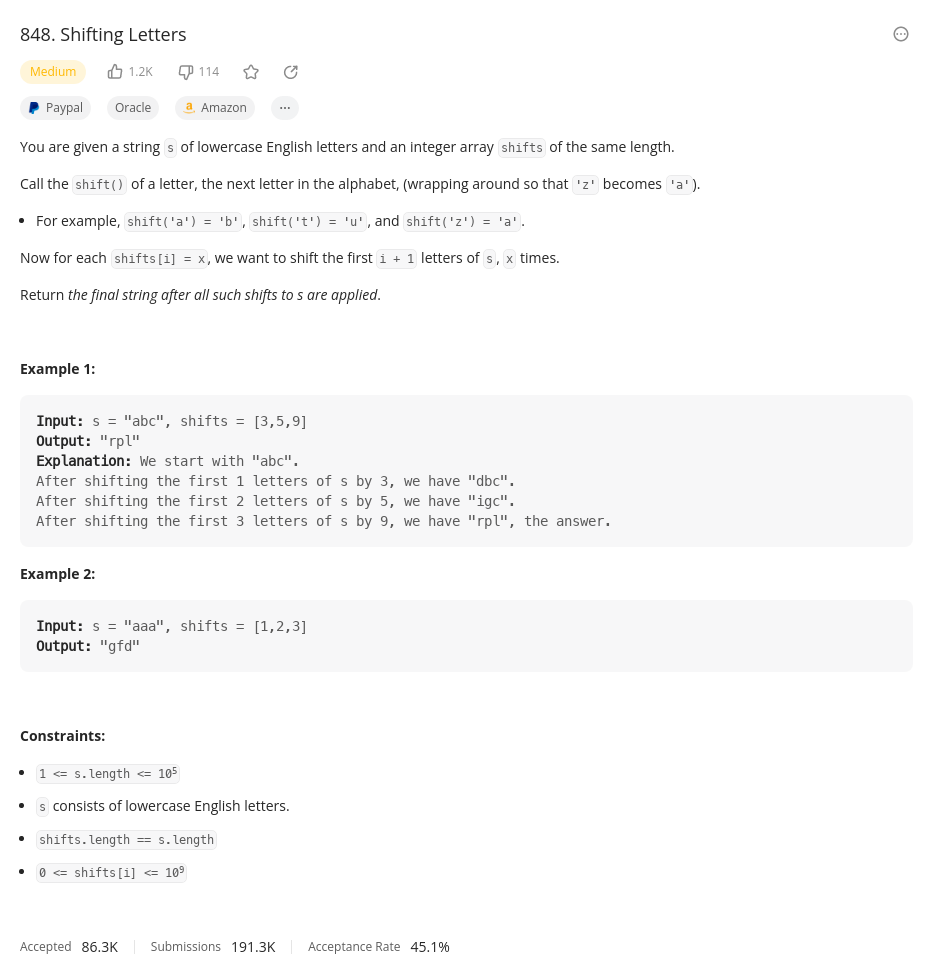 848. Shifting Letters
Medium 1.2K 114
Paypal Oracle Amazon ...
You are given a string s of lowercase English letters and an integer array shifts of the same length.
Call the shift() of a letter, the next letter in the alphabet, (wrapping around so that 'z' becomes 'a').
• For example, shift('a') = 'b', shift('t') = 'u', and shift('z') = 'a'.
Now for each shifts[i] = x, we want to shift the first i + 1 letters of s, x times.
Return the final string after all such shifts to s are applied.
Example 1:
Input: s = "abc", shifts = [3,5,9]
Output: "rpl"
Explanation: We start with "abc".
After shifting the first 1 letters of s by 3, we have "dbc".
After shifting the first 2 letters of s by 5, we have "igc".
After shifting the first 3 letters of s by 9, we have "rpl", the answer.
Example 2:
Input: s = "aaa", shifts = [1,2,3]
Output: "gfd"
Constraints:
• 1 <= s.length <= 10⁵
• s consists of lowercase English letters.
• shifts.length == s.length
• 0 <= shifts[i] <= 10⁹
Accepted 86.3K Submissions 191.3K Acceptance Rate 45.1%